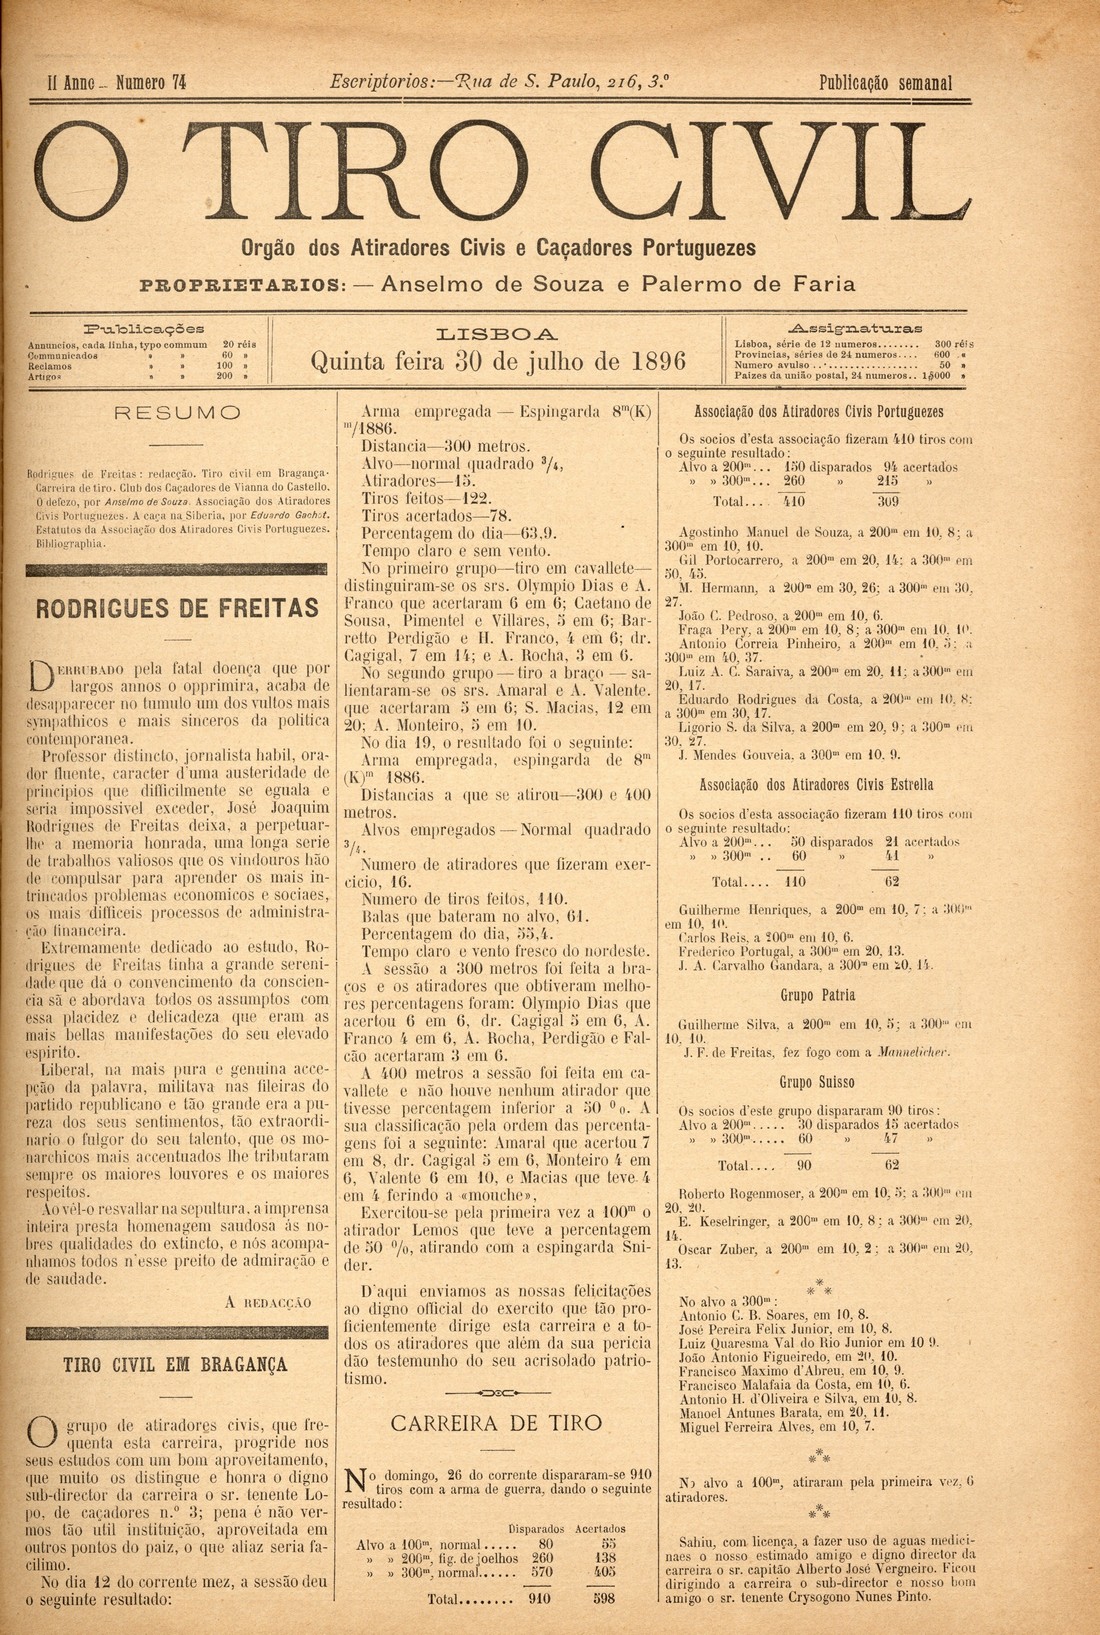 II Anno — Numero 74
Escriptorios:—Rua de S. Paulo, 216, 3.º
Publicação semanal
O TIRO CIVIL
Orgão dos Atiradores Civis e Caçadores Portuguezes
PROPRIETARIOS: — Anselmo de Souza e Palermo de Faria
Publicações
Annuncios, cada linha, typo commum 20 réis
Communicados » » 60 »
Reclamos » » 100 »
Artigos » » 200 »
LISBOA
Quinta feira 30 de julho de 1896
Assignaturas
Lisboa, série de 12 numeros........ 300 réis
Provincias, séries de 24 numeros.... 600 »
Numero avulso .................. 50 »
Paizes da união postal, 24 numeros.. 1$000 »
RESUMO
Rodrigues de Freitas: redacção. Tiro civil em Bragança.
Carreira de tiro. Club dos Caçadores de Vianna do Castello.
O defezo, por Anselmo de Souza. Associação dos Atiradores
Civis Portuguezes. A caça na Siberia, por Eduardo Gachot.
Estatutos da Associação dos Atiradores Civis Portuguezes.
Bibliographia.
RODRIGUES DE FREITAS
DERRUBADO pela fatal doença que por
largos annos o opprimira, acaba de
desapparecer no tumulo um dos vultos mais
sympathicos e mais sinceros da politica
contemporanea.
Professor distincto, jornalista habil, ora-
dor fluente, caracter d'uma austeridade de
principios que difficilmente se eguala e
seria impossivel exceder, José Joaquim
Rodrigues de Freitas deixa, a perpetuar-
lhe a memoria honrada, uma longa serie
de trabalhos valiosos que os vindouros hão
de compulsar para aprender os mais in-
trincados problemas economicos e sociaes,
os mais difficeis processos de administra-
ção financeira.
Extremamente dedicado ao estudo, Ro-
drigues de Freitas tinha a grande sereni-
dade que dá o convencimento da conscien-
cia sã e abordava todos os assumptos com
essa placidez e delicadeza que eram as
mais bellas manifestações do seu elevado
espirito.
Liberal, na mais pura e genuina acce-
pção da palavra, militava nas fileiras do
partido republicano e tão grande era a pu-
reza dos seus sentimentos, tão extraordi-
nario o fulgor do seu talento, que os mo-
narchicos mais accentuados lhe tributaram
sempre os maiores louvores e os maiores
respeitos.
Ao vêl-o resvallar na sepultura, a imprensa
inteira presta homenagem saudosa ás no-
bres qualidades do extincto, e nós acompa-
nhamos todos n'esse preito de admiração e
de saudade.
A REDACÇÃO
TIRO CIVIL EM BRAGANÇA
O grupo de atiradores civis, que fre-
quenta esta carreira, progride nos
seus estudos com um bom aproveitamento,
que muito os distingue e honra o digno
sub-director da carreira o sr. tenente Lo-
po, de caçadores n.º 3; pena é não ver-
mos tão util instituição, aproveitada em
outros pontos do paiz, o que aliaz seria fa-
cilimo.
No dia 12 do corrente mez, a sessão deu
o seguinte resultado:
Arma empregada — Espingarda 8m(K)
m/1886.
Distancia—300 metros.
Alvo—normal quadrado 3/4,
Atiradores—15.
Tiros feitos—122.
Tiros acertados—78.
Percentagem do dia—63,9.
Tempo claro e sem vento.
No primeiro grupo—tiro em cavallete—
distinguiram-se os srs. Olympio Dias e A.
Franco que acertaram 6 em 6; Caetano de
Sousa, Pimentel e Villares, 5 em 6; Bar-
retto Perdigão e H. Franco, 4 em 6; dr.
Cagigal, 7 em 14; e A. Rocha, 3 em 6.
No segundo grupo — tiro a braço — sa-
lientaram-se os srs. Amaral e A. Valente.
que acertaram 5 em 6; S. Macias, 12 em
20; A. Monteiro, 5 em 10.
No dia 19, o resultado foi o seguinte:
Arma empregada, espingarda de 8m
(K)m 1886.
Distancias a que se atirou—300 e 400
metros.
Alvos empregados — Normal quadrado
3/4.
Numero de atiradores que fizeram exer-
cicio, 16.
Numero de tiros feitos, 110.
Balas que bateram no alvo, 61.
Percentagem do dia, 55,4.
Tempo claro e vento fresco do nordeste.
A sessão a 300 metros foi feita a bra-
ços e os atiradores que obtiveram melho-
res percentagens foram: Olympio Dias que
acertou 6 em 6, dr. Cagigal 5 em 6, A.
Franco 4 em 6, A. Rocha, Perdigão e Fal-
cão acertaram 3 em 6.
A 400 metros a sessão foi feita em ca-
vallete e não houve nenhum atirador que
tivesse percentagem inferior a 50 %. A
sua classificação pela ordem das percenta-
gens foi a seguinte: Amaral que acertou 7
em 8, dr. Cagigal 5 em 6, Monteiro 4 em
6, Valente 6 em 10, e Macias que teve 4
em 4 ferindo a «mouche»,
Exercitou-se pela primeira vez a 100m o
atirador Lemos que teve a percentagem
de 50 %, atirando com a espingarda Sni-
der.
D'aqui enviamos as nossas felicitações
ao digno official do exercito que tão pro-
ficientemente dirige esta carreira e a to-
dos os atiradores que além da sua pericia
dão testemunho do seu acrisolado patrio-
tismo.
CARREIRA DE TIRO
No domingo, 26 do corrente dispararam-se 910
tiros com a arma de guerra, dando o seguinte
resultado:
Disparados Acertados
Alvo a 100m, normal..... 80 55
» » 200m, fig. de joelhos 260 138
» » 300m, normal...... 570 405
Total........ 910 598
Associação dos Atiradores Civis Portuguezes
Os socios d'esta associação fizeram 410 tiros com
o seguinte resultado:
Alvo a 200m... 150 disparados 94 acertados
» » 300m... 260 » 215 »
Total.... 410 309
Agostinho Manuel de Souza, a 200m em 10, 8; a
300m em 10, 10.
Gil Portocarrero, a 200m em 20, 14; a 300m em
50, 45.
M. Hermann, a 200m em 30, 26; a 300m em 30,
27.
João C. Pedroso, a 200m em 10, 6.
Fraga Pery, a 200m em 10, 8; a 300m em 10, 10.
Antonio Correia Pinheiro, a 200m em 10, 5; a
300m em 40, 37.
Luiz A. C. Saraiva, a 200m em 20, 11; a 300m em
20, 17.
Eduardo Rodrigues da Costa, a 200m em 10, 8;
a 300m em 30, 17.
Ligorio S. da Silva, a 200m em 20, 9; a 300m em
30, 27.
J. Mendes Gouveia, a 300m em 10, 9.
Associação dos Atiradores Civis Estrella
Os socios d'esta associação fizeram 110 tiros com
o seguinte resultado:
Alvo a 200m... 50 disparados 21 acertados
» » 300m .. 60 » 41 »
Total.... 110 62
Guilherme Henriques, a 200m em 10, 7; a 300m
em 10, 10.
Carlos Reis, a 200m em 10, 6.
Frederico Portugal, a 300m em 20, 13.
J. A. Carvalho Gandara, a 300m em 20, 14.
Grupo Patria
Guilherme Silva, a 200m em 10, 5; a 300m em
10, 10.
J. F. de Freitas, fez fogo com a Mannelicher.
Grupo Suisso
Os socios d'este grupo dispararam 90 tiros:
Alvo a 200m..... 30 disparados 15 acertados
» » 300m..... 60 » 47 »
Total.... 90 62
Roberto Rogenmoser, a 200m em 10, 5; a 300m em
20, 20.
E. Keselringer, a 200m em 10, 8; a 300m em 20,
14.
Oscar Zuber, a 200m em 10, 2; a 300m em 20,
13.
***
No alvo a 300m:
Antonio C. B. Soares, em 10, 8.
José Pereira Felix Junior, em 10, 8.
Luiz Quaresma Val do Rio Junior em 10 9.
João Antonio Figueiredo, em 20, 10.
Francisco Maximo d'Abreu, em 10, 9.
Francisco Malafaia da Costa, em 10, 6.
Antonio H. d'Oliveira e Silva, em 10, 8.
Manoel Antunes Barata, em 20, 11.
Miguel Ferreira Alves, em 10, 7.
***
No alvo a 100m, atiraram pela primeira vez, 6
atiradores.
***
Sahiu, com licença, a fazer uso de aguas medici-
naes o nosso estimado amigo e digno director da
carreira o sr. capitão Alberto José Vergneiro. Ficou
dirigindo a carreira o sub-director e nosso bom
amigo o sr. tenente Crysogono Nunes Pinto.